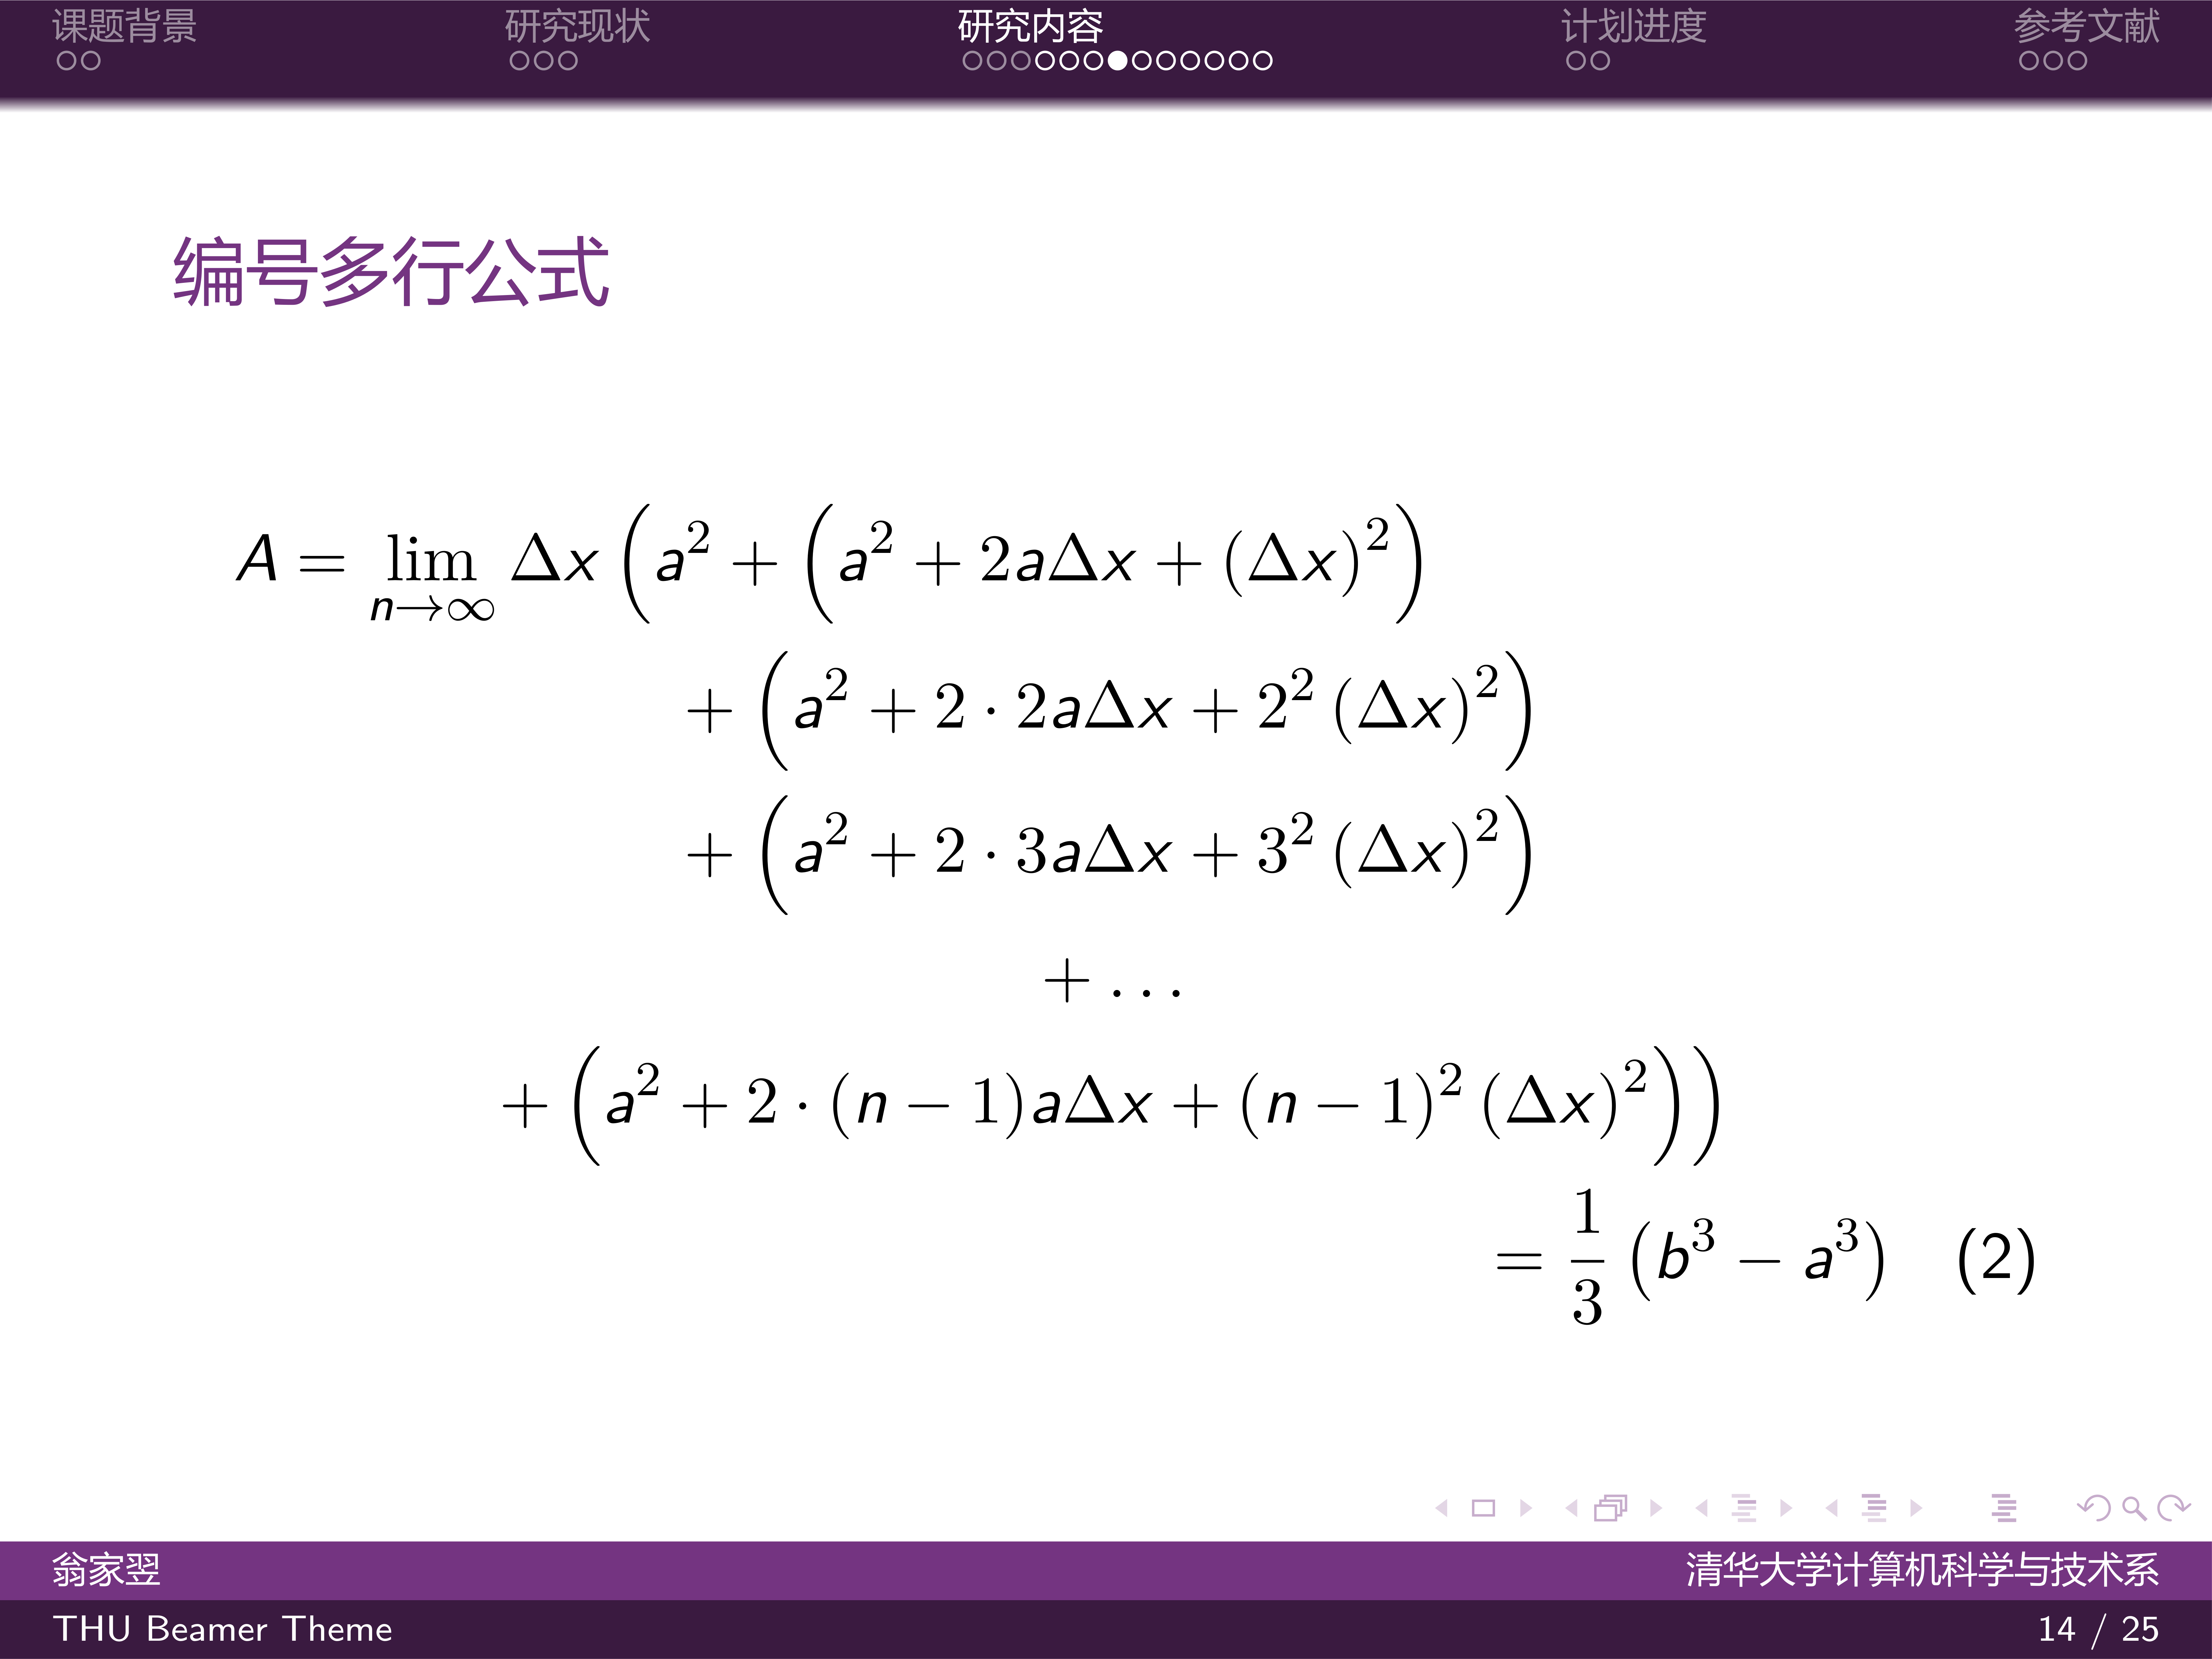 课题背景 研究现状 研究内容 计划进度 参考文献
编号多行公式
A = lim_{n→∞} Δx (a² + (a² + 2aΔx + (Δx)²)
+ (a² + 2 · 2aΔx + 2² (Δx)²)
+ (a² + 2 · 3aΔx + 3² (Δx)²)
+ . . .
+ (a² + 2 · (n − 1)aΔx + (n − 1)² (Δx)²))
= 1/3 (b³ − a³) (2)
翁家翌 清华大学计算机科学与技术系
THU Beamer Theme 14 / 25